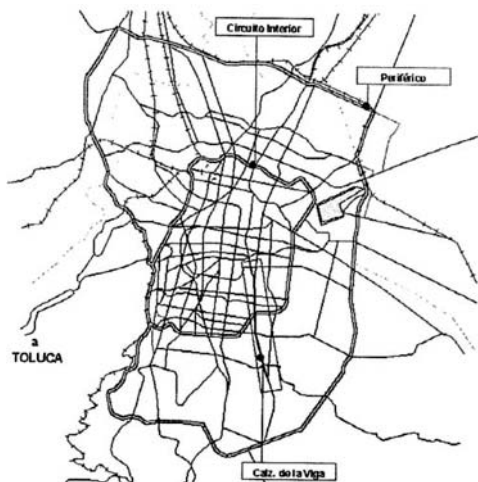 Circuito Interior
Periférico
a
TOLUCA
Calz. de la Viga